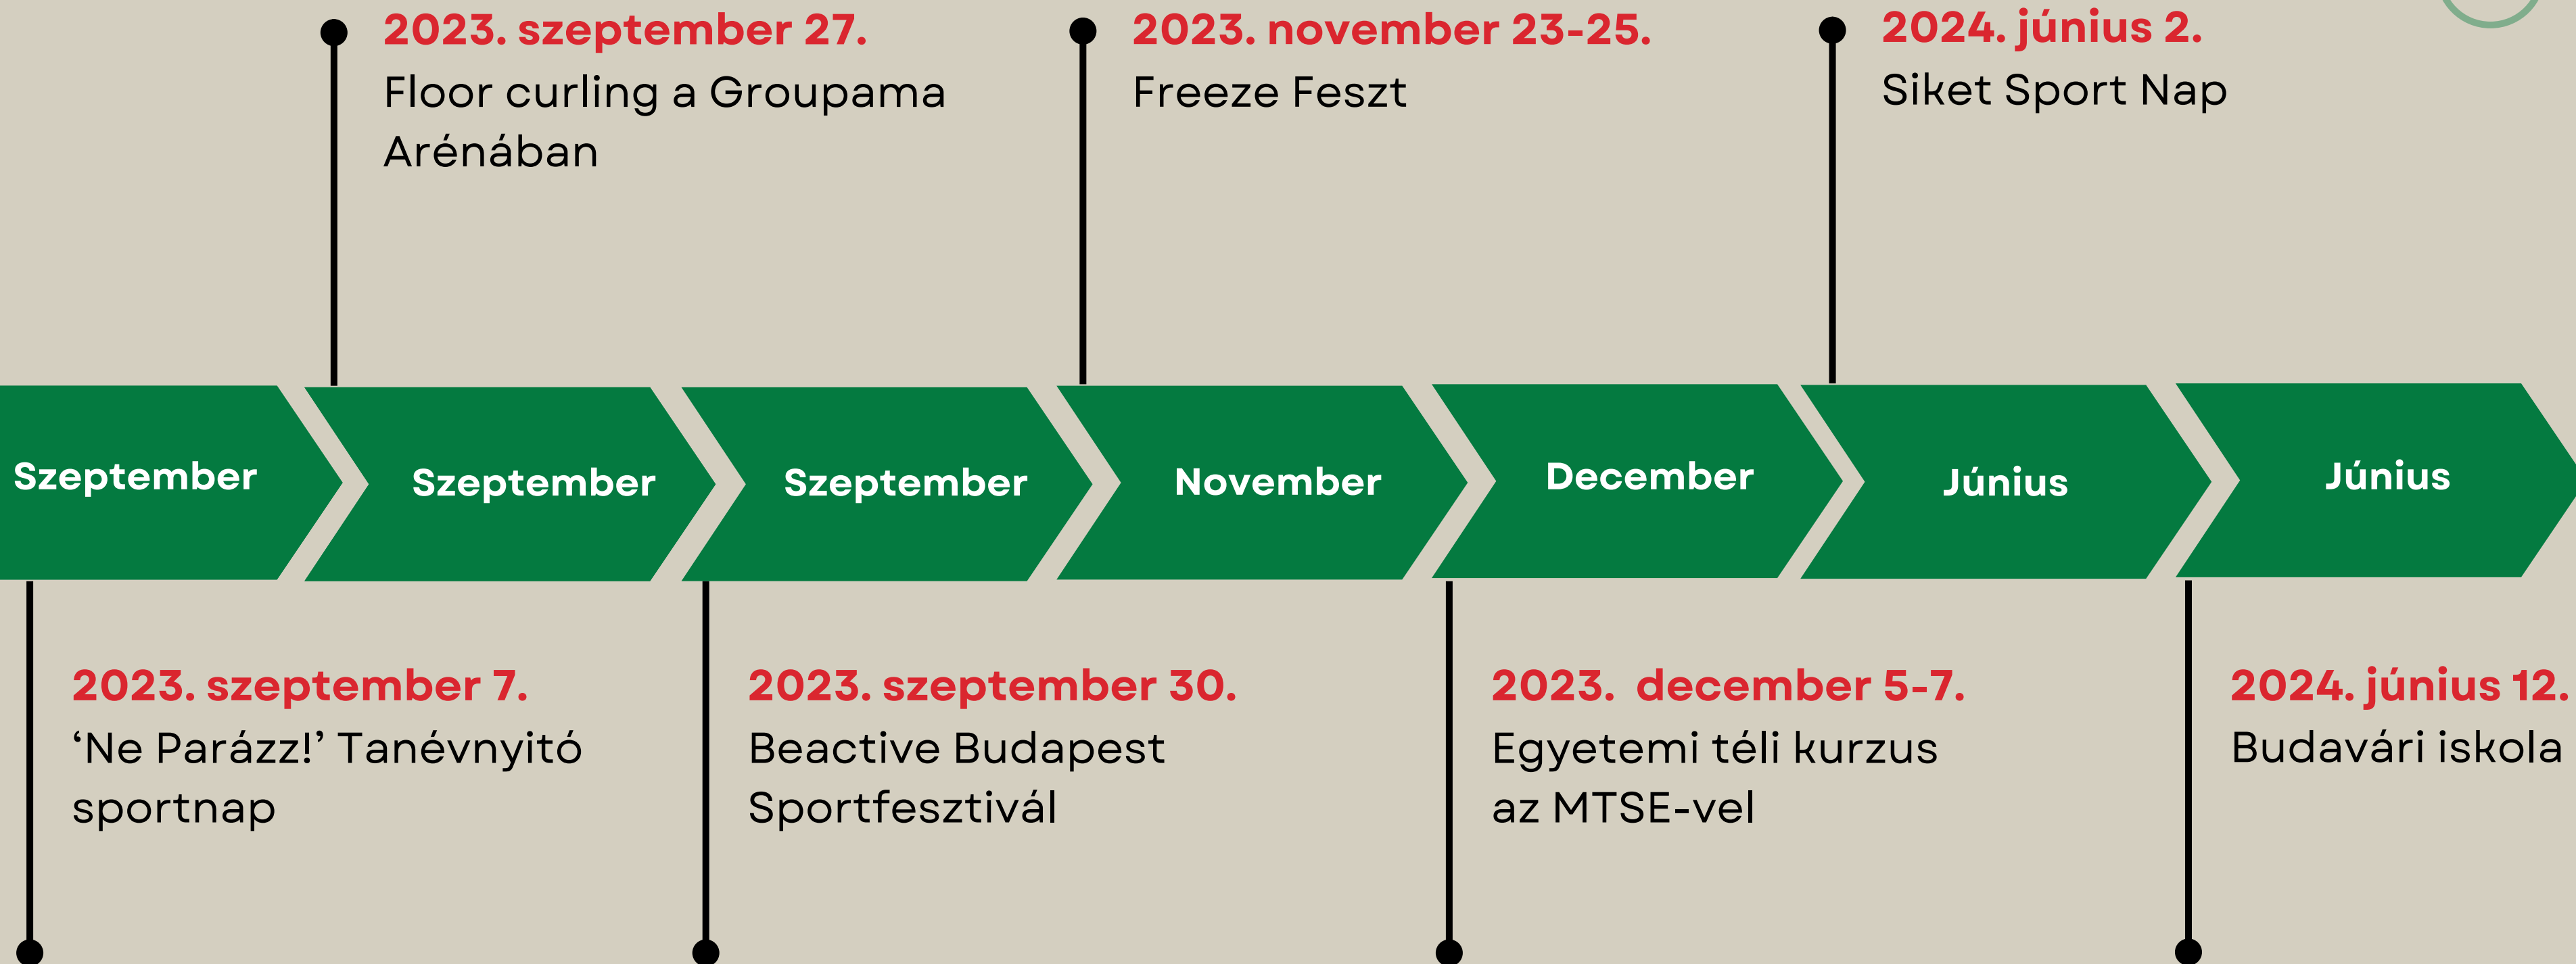 2023. szeptember 27.
Floor curling a Groupama
Arénában
2023. november 23-25.
Freeze Feszt
2024. június 2.
Siket Sport Nap
Szeptember
Szeptember
Szeptember
November
December
Június
Június
2023. szeptember 7.
‘Ne Parázz!’ Tanévnyitó
sportnap
2023. szeptember 30.
Beactive Budapest
Sportfesztivál
2023.  december 5-7.
Egyetemi téli kurzus
az MTSE-vel
2024. június 12.
Budavári iskola